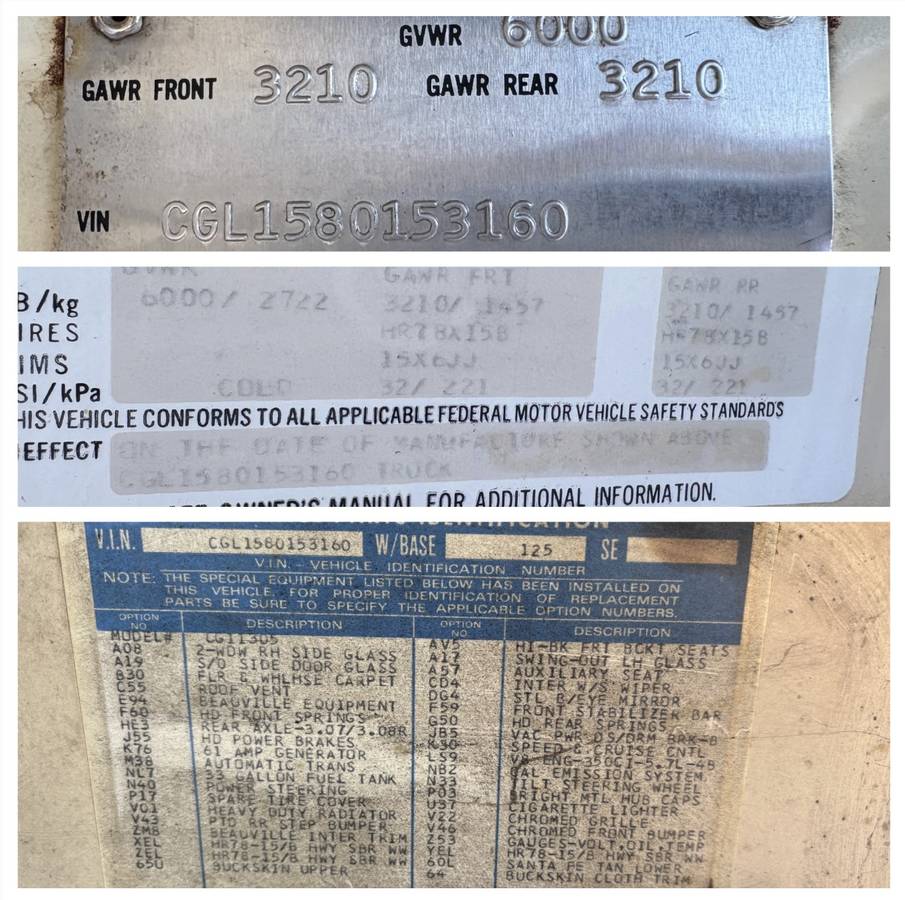 GVWR 6000
GAWR FRONT 3210 GAWR REAR 3210
VIN CGL1580153160
GVWR GAWR FRT GAWR RR
B/kg 6000/ 2722 3210/ 1457 3210/ 1457
IRES HR78X15B HR78X15B
IMS 15X6JJ 15X6JJ
SI/kPa COLD 32/ 221 32/ 221
HIS VEHICLE CONFORMS TO ALL APPLICABLE FEDERAL MOTOR VEHICLE SAFETY STANDARDS
EFFECT ON THE DATE OF MANUFACTURE SHOWN ABOVE
CGL1580153160 TRUCK
OWNER'S MANUAL FOR ADDITIONAL INFORMATION.
IDENTIFICATION
V.I.N. CGL1580153160 W/BASE 125 SE
V.I.N. - VEHICLE IDENTIFICATION NUMBER
NOTE: THE SPECIAL EQUIPMENT LISTED BELOW HAS BEEN INSTALLED ON
THIS VEHICLE. FOR PROPER IDENTIFICATION OF REPLACEMENT
PARTS BE SURE TO SPECIFY THE APPLICABLE OPTION NUMBERS.
OPTION NO. DESCRIPTION OPTION NO. DESCRIPTION
MODEL# CG11305 AV5 HI-BK FRT BCKT SEATS
A08 2-WDW RH SIDE GLASS A17 SWING-OUT LH GLASS
A19 S/O SIDE DOOR GLASS A57 AUXILIARY SEAT
B30 FLR & WHLHSE CARPET CD4 INTER W/S WIPER
C55 ROOF VENT DG4 STL B/EYE MIRROR
E94 BEAUVILLE EQUIPMENT F59 FRONT STABILIZER BAR
F60 HD FRONT SPRINGS G50 HD REAR SPRINGS
HE3 REAR AXLE-3.07/3.08R JB5 VAC PWR DS/DRM BRK-B
J55 HD POWER BRAKES K30 SPEED & CRUISE CNTL
K76 61 AMP GENERATOR LS9 V8 ENG-350CI-5.7L-4B
M38 AUTOMATIC TRANS NB2 CAL EMISSION SYSTEM
NL7 33 GALLON FUEL TANK N33 TILT STEERING WHEEL
N40 POWER STEERING P03 BRIGHT MTL HUB CAPS
P17 SPARE TIRE COVER U37 CIGARETTE LIGHTER
V01 HEAVY DUTY RADIATOR V22 CHROMED GRILLE
V43 PTD RR STEP BUMPER V46 CHROMED FRONT BUMPER
ZM8 BEAUVILLE INTER TRIM Z53 GAUGES-VOLT,OIL,TEMP
XEL HR78-15/B HWY SBR WW YEL HR78-15/B HWY SBR WW
ZEL HR78-15/B HWY SBR WW 60L SANTA FE TAN LOWER
65U BUCKSKIN UPPER 64 BUCKSKIN CLOTH TRIM